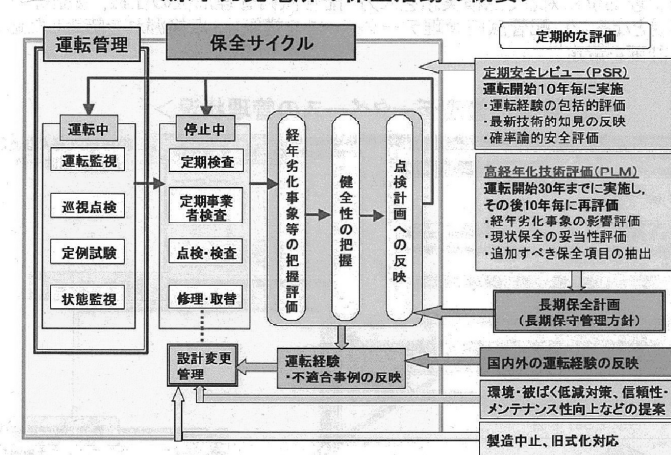 運転管理
保全サイクル
運転中
運転監視
巡視点検
定例試験
状態監視
停止中
定期検査
定期事業
者検査
点検・検査
修理・取替
経年劣化事象等の把握評価
健全性の把握
点検計画への反映
設計変更
管理
運転経験
・不適合事例の反映
定期的な評価
定期安全レビュー(PSR)
運転開始10年毎に実施
・運転経験の包括的評価
・最新技術的知見の反映
・確率論的安全評価
高経年化技術評価(PLM)
運転開始30年までに実施し、
その後10年毎に再評価
・経年劣化事象の影響評価
・現状保全の妥当性評価
・追加すべき保全項目の抽出
長期保全計画
(長期保守管理方針)
国内外の運転経験の反映
環境・被ばく低減対策、信頼性・
メンテナンス性向上などの提案
製造中止、旧式化対応